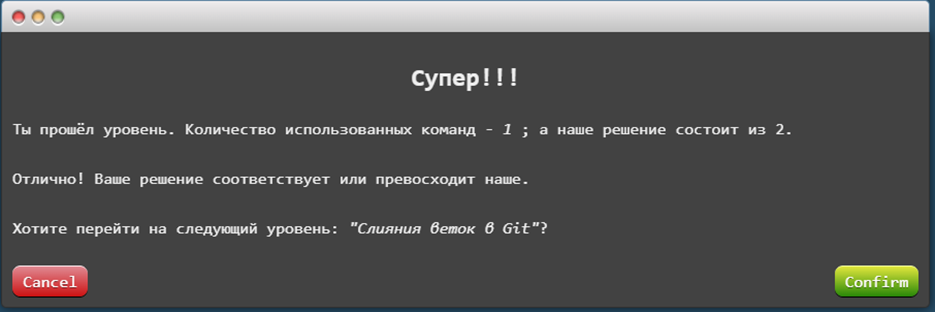 Супер!!!
Ты прошёл уровень. Количество использованных команд - 1 ; а наше решение состоит из 2.
Отлично! Ваше решение соответствует или превосходит наше.
Хотите перейти на следующий уровень: "Слияния веток в Git"?
Cancel
Confirm